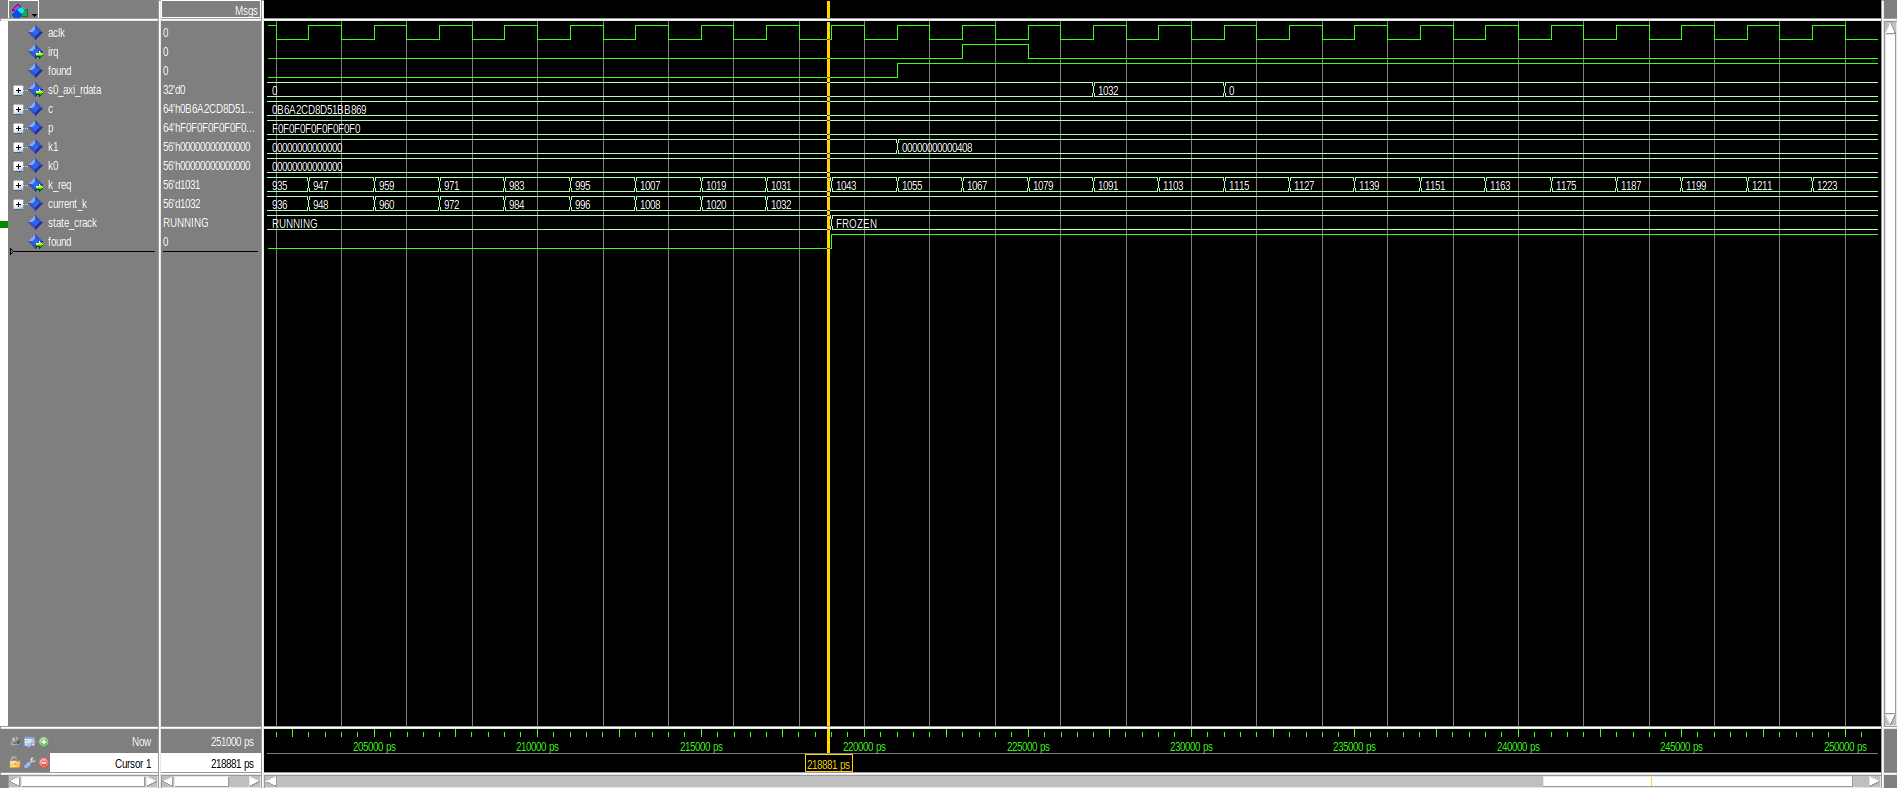 Msgs
aclk 0
irq 0
found 0
s0_axi_rdata 32'd0 0 1032 0
c 64'h0B6A2CD8D51... 0B6A2CD8D51BB869
p 64'hF0F0F0F0F0F0... F0F0F0F0F0F0F0F0
k1 56'h00000000000000 00000000000000 00000000000408
k0 56'h00000000000000 00000000000000
k_req 56'd1031 935 947 959 971 983 995 1007 1019 1031 1043 1055 1067 1079 1091 1103 1115 1127 1139 1151 1163 1175 1187 1199 1211 1223
current_k 56'd1032 936 948 960 972 984 996 1008 1020 1032
state_crack RUNNING RUNNING FROZEN
found 0
Now 251000 ps 205000 ps 210000 ps 215000 ps 220000 ps 225000 ps 230000 ps 235000 ps 240000 ps 245000 ps 250000 ps
Cursor 1 218881 ps 218881 ps